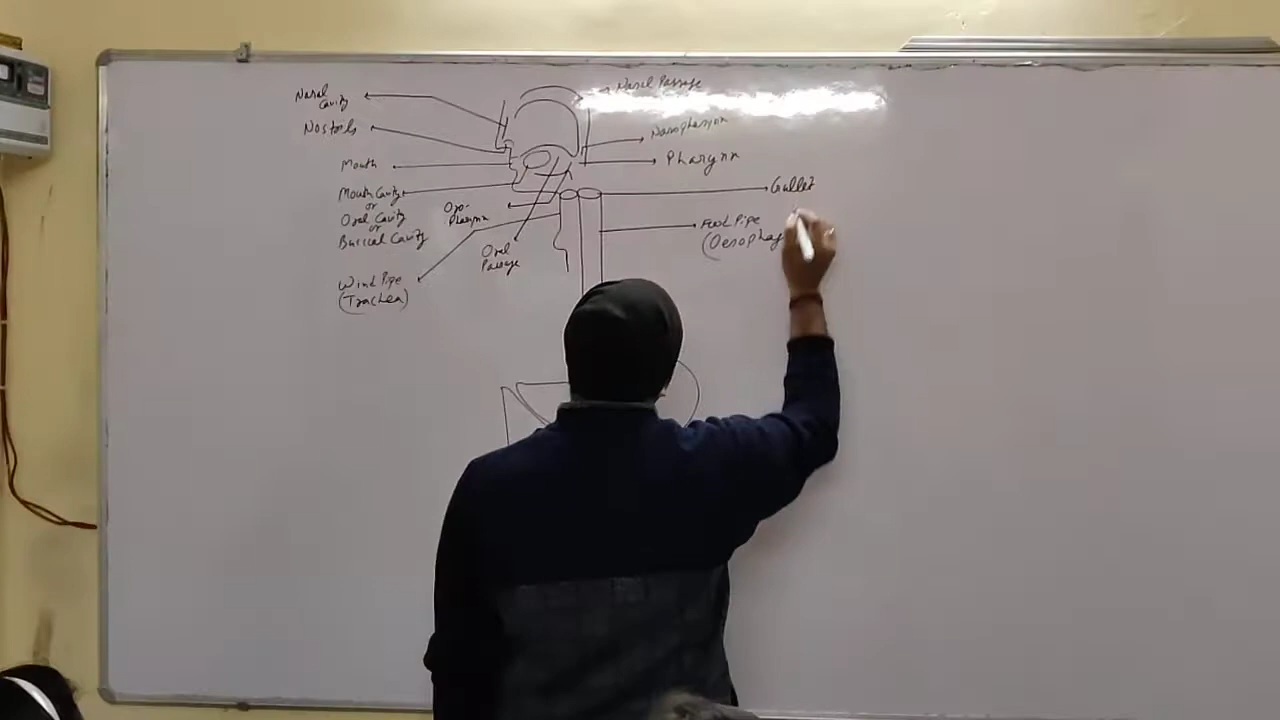 Nasal
Cavity
Nostrils
Mouth
Mouth Cavity
or
Oral Cavity
or
Buccal Cavity
Wind Pipe
(Trachea)
Oro-
Pharynx
Oral
Passage
Nasal Passage
Nasopharynx
Pharynx
Gullet
Food Pipe
(Oesophag